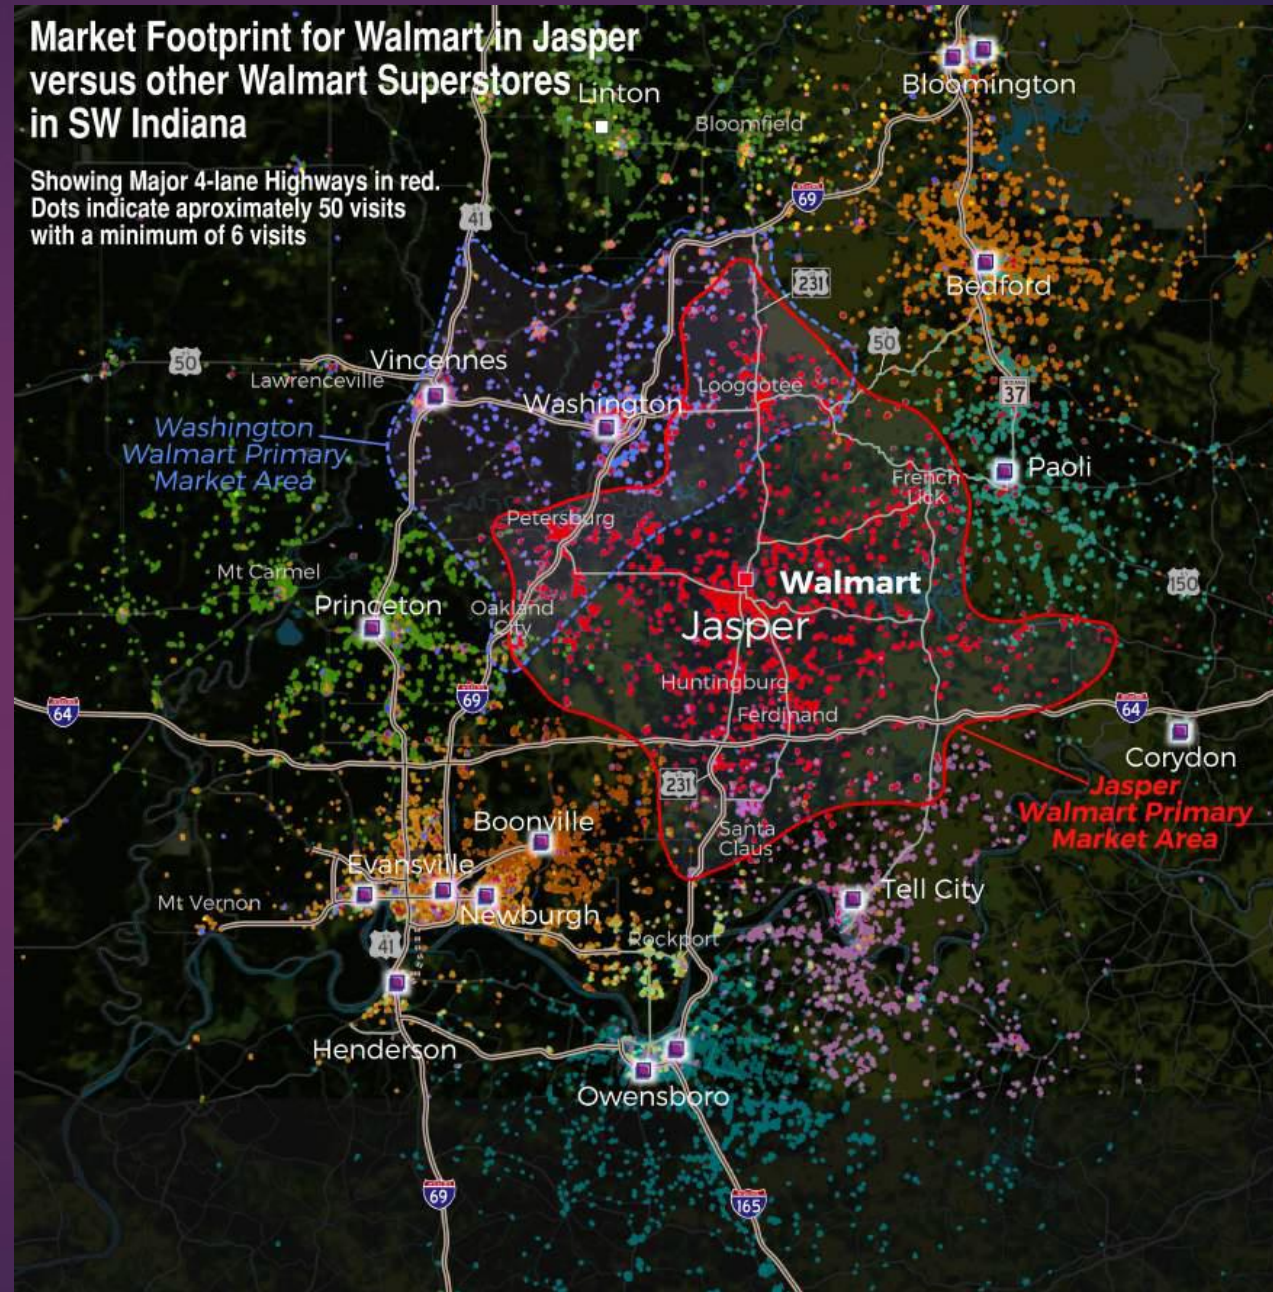 Market Footprint for Walmart in Jasper
versus other Walmart Superstores
in SW Indiana
Showing Major 4-lane Highways in red.
Dots indicate aproximately 50 visits
with a minimum of 6 visits
Linton
Bloomington
Bloomfield
69
41
Bedford
231
50
50
Vincennes
Lawrenceville
Loogootee
INDIANA
37
Washington
Washington
Walmart Primary
Market Area
Paoli
French
Lick
Petersburg
Mt Carmel
Walmart
150
Princeton
Oakland
City
Jasper
Huntingburg
69
64
Ferdinand
64
Corydon
231
Jasper
Walmart Primary
Market Area
Boonville
Santa
Claus
Evansville
Tell City
Mt Vernon
Newburgh
41
Rockport
Henderson
Owensboro
69
165